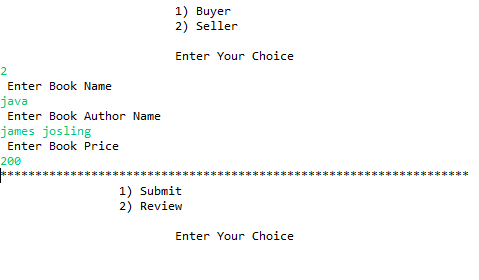 1) Buyer
2) Seller
Enter Your Choice
2
Enter Book Name
java
Enter Book Author Name
james josling
Enter Book Price
200
*******************************************************************
1) Submit
2) Review
Enter Your Choice